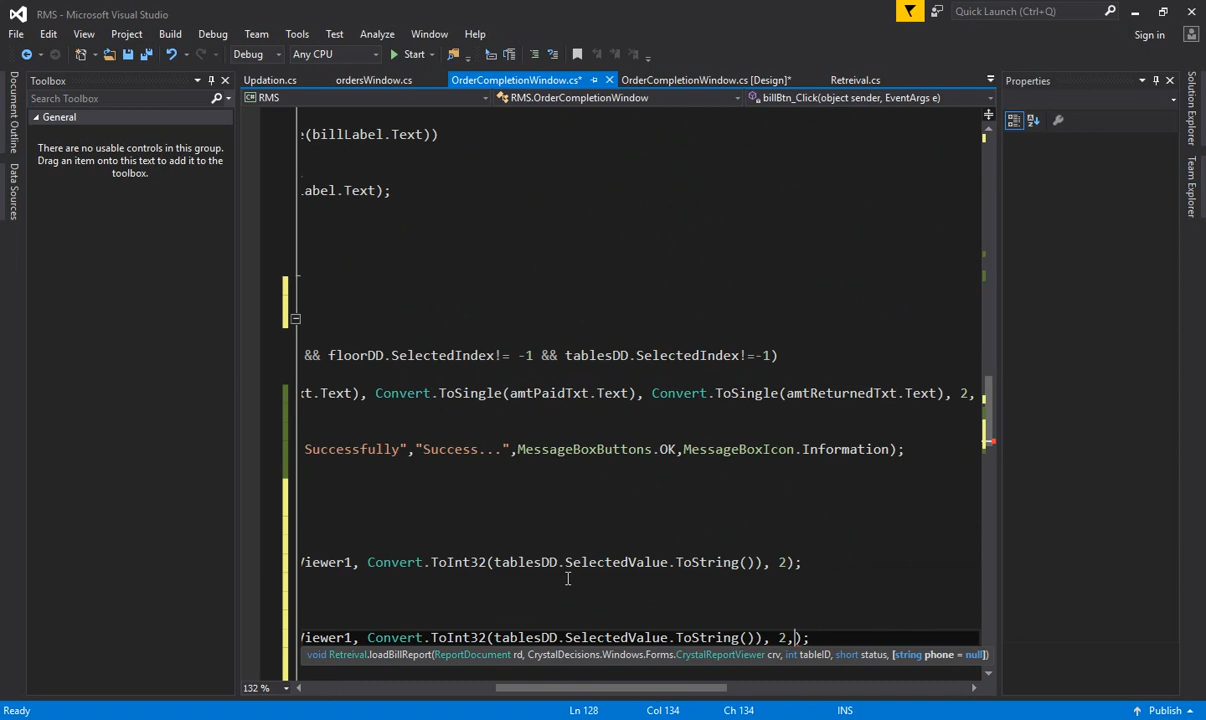 RMS - Microsoft Visual Studio
Quick Launch (Ctrl+Q)
File Edit View Project Build Debug Team Tools Test Analyze Window Help
Sign in
Debug Any CPU Start
Toolbox
Updation.cs ordersWindow.cs OrderCompletionWindow.cs* OrderCompletionWindow.cs [Design]* Retreival.cs
Properties
Search Toolbox
RMS RMS.OrderCompletionWindow billBtn_Click(object sender, EventArgs e)
General
There are no usable controls in this group.
Drag an item onto this text to add it to the
toolbox.
Document Outline
Data Sources
Solution Explorer
Team Explorer
e(billLabel.Text))
abel.Text);
&& floorDD.SelectedIndex!= -1 && tablesDD.SelectedIndex!=-1)
xt.Text), Convert.ToSingle(amtPaidTxt.Text), Convert.ToSingle(amtReturnedTxt.Text), 2,
Successfully","Success...",MessageBoxButtons.OK,MessageBoxIcon.Information);
Viewer1, Convert.ToInt32(tablesDD.SelectedValue.ToString()), 2);
Viewer1, Convert.ToInt32(tablesDD.SelectedValue.ToString()), 2,);
void Retreival.loadBillReport(ReportDocument rd, CrystalDecisions.Windows.Forms.CrystalReportViewer crv, int tableID, short status, [string phone = null])
132 %
Ready Ln 128 Col 134 Ch 134 INS Publish